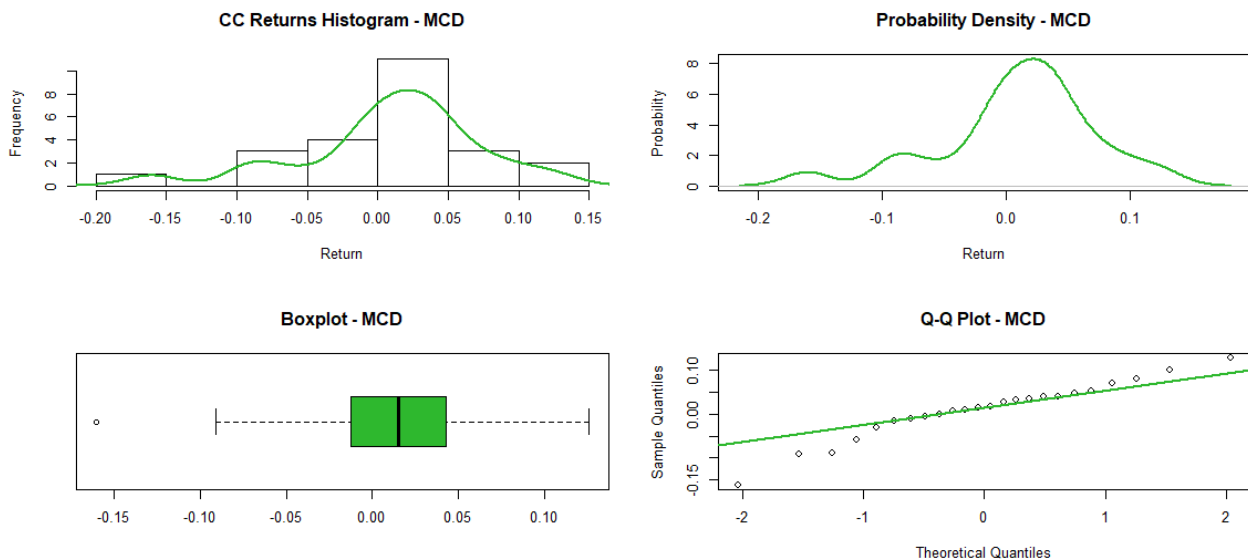 CC Returns Histogram - MCD
Frequency
0 2 4 6 8
-0.20 -0.15 -0.10 -0.05 0.00 0.05 0.10 0.15
Return
Probability Density - MCD
Probability
0 2 4 6 8
-0.2 -0.1 0.0 0.1
Return
Boxplot - MCD
-0.15 -0.10 -0.05 0.00 0.05 0.10
Q-Q Plot - MCD
Sample Quantiles
-0.15 0.00 0.10
-2 -1 0 1 2
Theoretical Quantiles